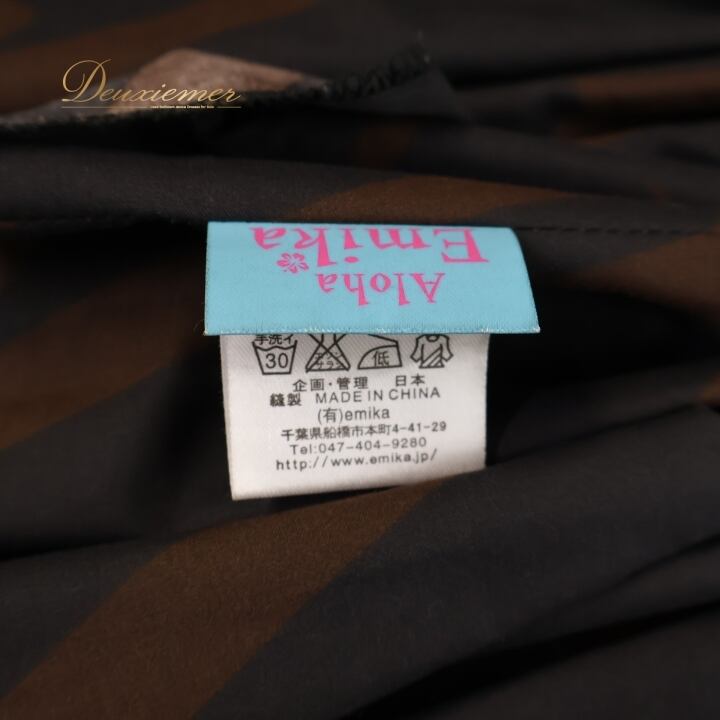 Deuxiemer
Aloha
Emika
手洗イ
30
低
企画・管理 日本
縫製 MADE IN CHINA
(有)emika
千葉県船橋市本町4-41-29
Tel:047-404-9280
http://www.emika.jp/